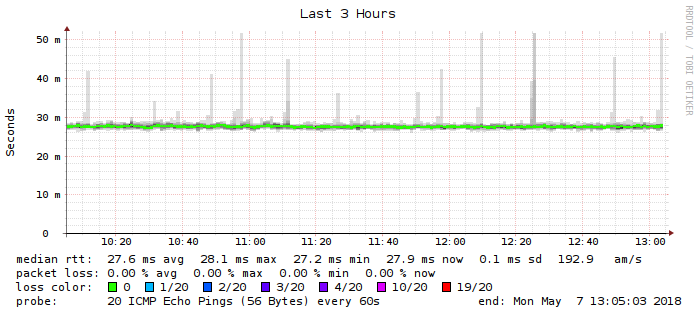 Last 3 Hours
RRDTOOL / TOBI OETIKER
Seconds
50 m
40 m
30 m
20 m
10 m
0
10:20 10:40 11:00 11:20 11:40 12:00 12:20 12:40 13:00
median rtt: 27.6 ms avg 28.1 ms max 27.2 ms min 27.9 ms now 0.1 ms sd 192.9 am/s
packet loss: 0.00 % avg 0.00 % max 0.00 % min 0.00 % now
loss color: 0 1/20 2/20 3/20 4/20 10/20 19/20
probe: 20 ICMP Echo Pings (56 Bytes) every 60s end: Mon May 7 13:05:03 2018